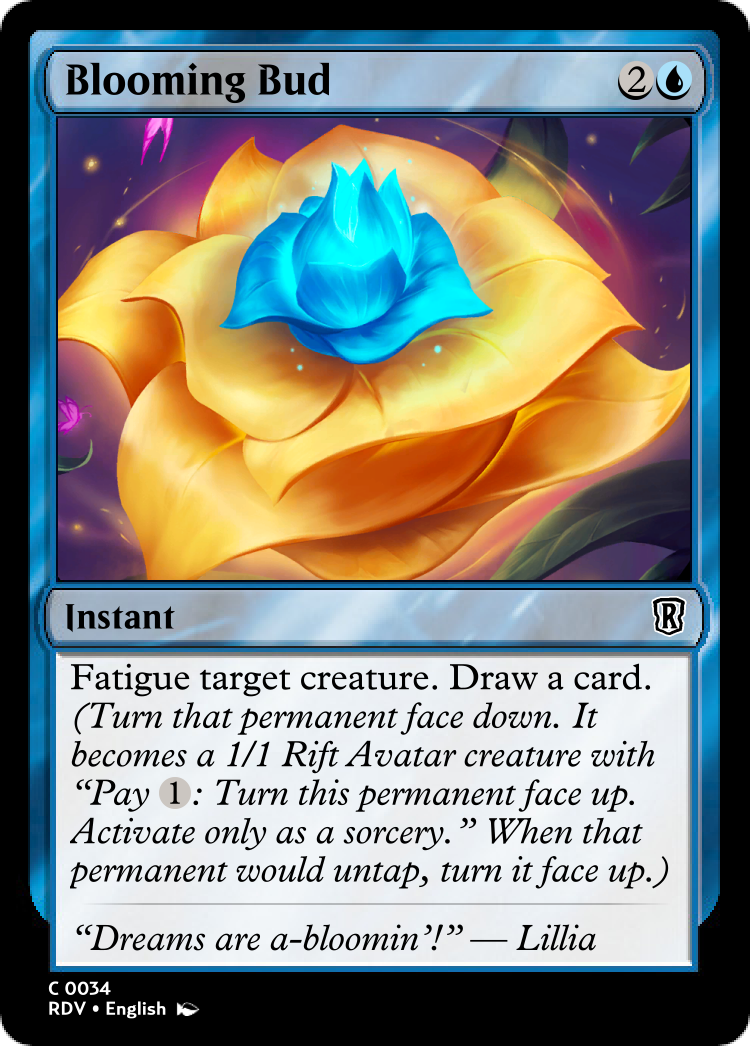 Blooming Bud 2
Instant R
Fatigue target creature. Draw a card.
(Turn that permanent face down. It
becomes a 1/1 Rift Avatar creature with
“Pay 1: Turn this permanent face up.
Activate only as a sorcery.” When that
permanent would untap, turn it face up.)
“Dreams are a-bloomin’!” — Lillia
C 0034
RDV • English